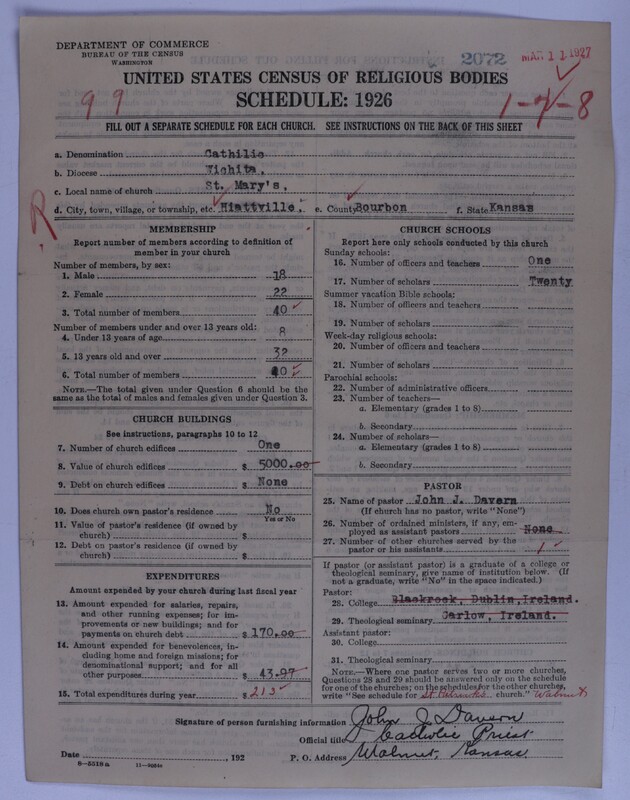 DEPARTMENT OF COMMERCE
BUREAU OF THE CENSUS
WASHINGTON
2072
MAR 11 1927
UNITED STATES CENSUS OF RELIGIOUS BODIES
SCHEDULE: 1926
99
1-4-8
FILL OUT A SEPARATE SCHEDULE FOR EACH CHURCH. SEE INSTRUCTIONS ON THE BACK OF THIS SHEET
a. Denomination Cathilic
b. Diocese Wichita.
c. Local name of church St. Mary's.
d. City, town, village, or township, etc. Hiattville. e. County Bourbon f. State Kansas
R
MEMBERSHIP
Report number of members according to definition of
member in your church
Number of members, by sex:
1. Male 18
2. Female 22
3. Total number of members 40
Number of members under and over 13 years old:
4. Under 13 years of age 8
5. 13 years old and over 32
6. Total number of members 40
NOTE.—The total given under Question 6 should be the
same as the total of males and females given under Question 3.
CHURCH BUILDINGS
See instructions, paragraphs 10 to 12
7. Number of church edifices One
8. Value of church edifices $ 5000.00
9. Debt on church edifices $ None
10. Does church own pastor's residence? No
Yes or No
11. Value of pastor's residence (if owned by
church) $
12. Debt on pastor's residence (if owned by
church) $
EXPENDITURES
Amount expended by your church during last fiscal year
13. Amount expended for salaries, repairs,
and other running expenses; for im-
provements or new buildings; and for
payments on church debt $ 170.00
14. Amount expended for benevolences, in-
cluding home and foreign missions; for
denominational support; and for all
other purposes $ 43.97
15. Total expenditures during year $ 213
CHURCH SCHOOLS
Report here only schools conducted by this church
Sunday schools:
16. Number of officers and teachers One
17. Number of scholars Twenty
Summer vacation Bible schools:
18. Number of officers and teachers
19. Number of scholars
Week-day religious schools:
20. Number of officers and teachers
21. Number of scholars
Parochial schools:
22. Number of administrative officers
23. Number of teachers—
a. Elementary (grades 1 to 8)
b. Secondary
24. Number of scholars—
a. Elementary (grades 1 to 8)
b. Secondary
PASTOR
25. Name of pastor John J. Davern
(If church has no pastor, write "None")
26. Number of ordained ministers, if any, em-
ployed as assistant pastors None.
27. Number of other churches served by the
pastor or his assistants 1
If pastor (or assistant pastor) is a graduate of a college or
theological seminary, give name of institution below. (If
not a graduate, write "No" in the space indicated.)
Pastor:
28. College Blackrock, Dublin, Ireland.
29. Theological seminary Carlow, Ireland.
Assistant pastor:
30. College
31. Theological seminary
NOTE.—Where one pastor serves two or more churches,
Questions 28 and 29 should be answered only on the schedule
for one of the churches; on the schedules for the other churches,
write "See schedule for St Patricks church." Walnut
Signature of person furnishing information John J. Davern
Official title Catholic Priest
Date , 192 P. O. Address Walnut, Kansas.
8-5519a